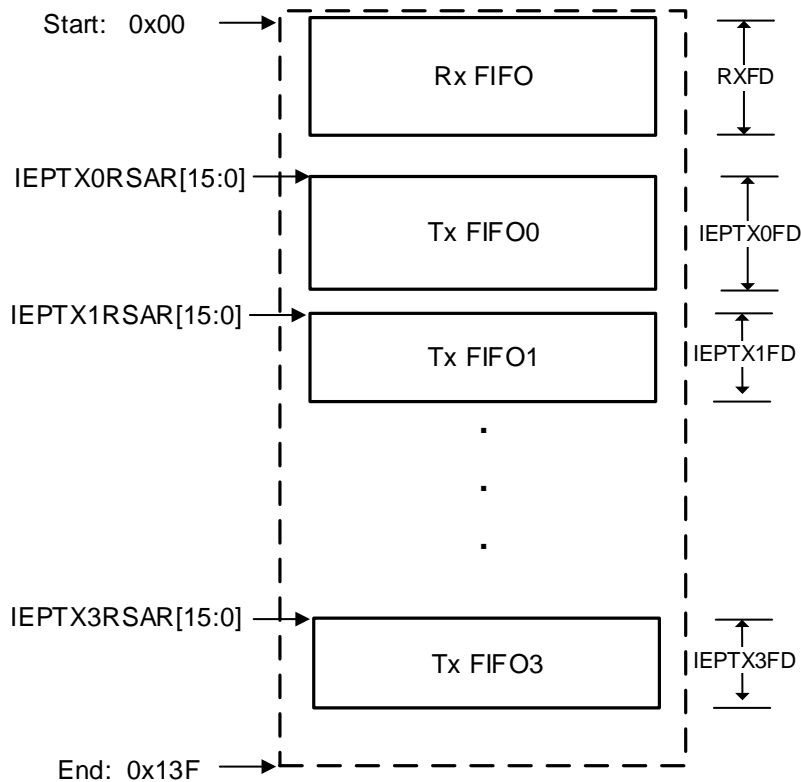 Start: 0x00
Rx FIFO
RXFD
IEPTX0RSAR[15:0]
Tx FIFO0
IEPTX0FD
IEPTX1RSAR[15:0]
Tx FIFO1
IEPTX1FD
.
.
.
IEPTX3RSAR[15:0]
Tx FIFO3
IEPTX3FD
End: 0x13F